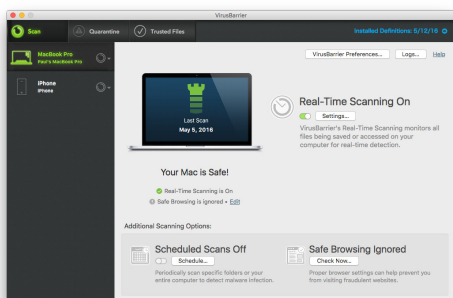 VirusBarrier
Scan
Quarantine
Trusted Files
Installed Definitions: 5/12/16
MacBook Pro
Paul's MacBook Pro
iPhone
iPhone
VirusBarrier Preferences...
Logs...
Help
Last Scan
May 5, 2016
Real-Time Scanning On
Settings...
VirusBarrier's Real-Time Scanning monitors all
files being saved or accessed on your
computer for real-time detection.
Your Mac is Safe!
Real-Time Scanning is On
Safe Browsing is ignored • Edit
Additional Scanning Options:
Scheduled Scans Off
Schedule...
Periodically scan specific folders or your
entire computer to detect malware infection.
Safe Browsing Ignored
Check Now...
Proper browser settings can help prevent you
from visiting fraudulent websites.